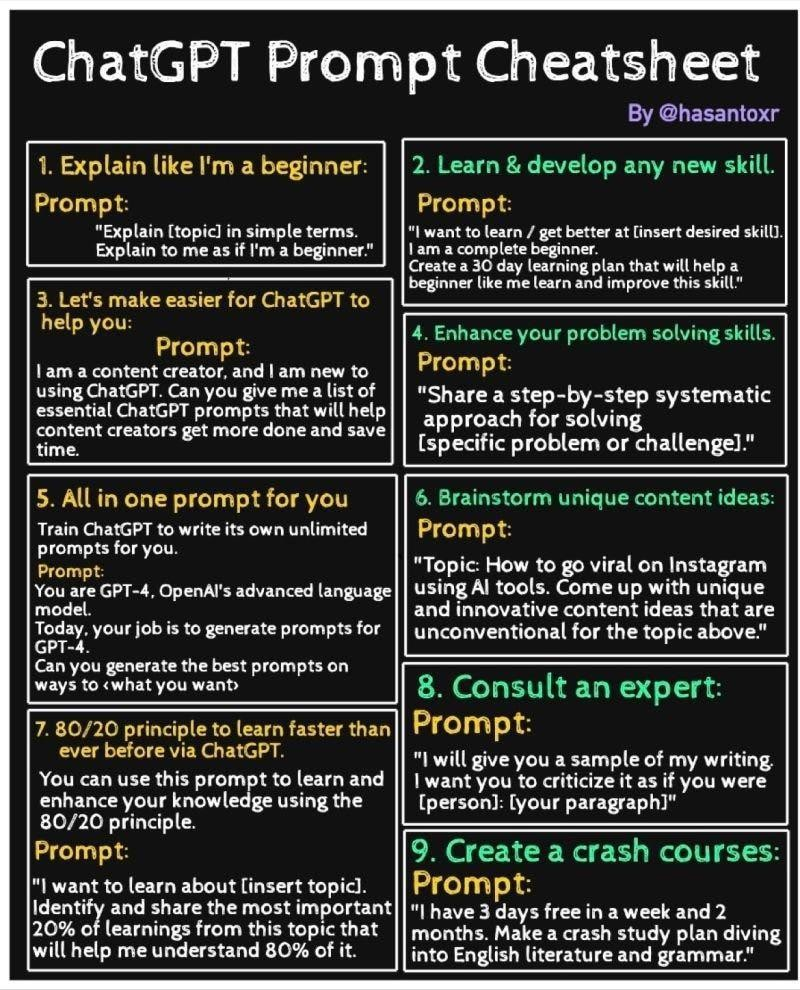 ChatGPT Prompt Cheatsheet
By @hasantoxr
1. Explain like I'm a beginner:
Prompt:
"Explain [topic] in simple terms.
Explain to me as if I'm a beginner."
2. Learn & develop any new skill.
Prompt:
"I want to learn / get better at [insert desired skill].
I am a complete beginner.
Create a 30 day learning plan that will help a
beginner like me learn and improve this skill."
3. Let's make easier for ChatGPT to
help you:
Prompt:
I am a content creator, and I am new to
using ChatGPT. Can you give me a list of
essential ChatGPT prompts that will help
content creators get more done and save
time.
4. Enhance your problem solving skills.
Prompt:
"Share a step-by-step systematic
approach for solving
[specific problem or challenge]."
5. All in one prompt for you
Train ChatGPT to write its own unlimited
prompts for you.
Prompt:
You are GPT-4, OpenAI's advanced language
model.
Today, your job is to generate prompts for
GPT-4.
Can you generate the best prompts on
ways to <what you want>
6. Brainstorm unique content ideas:
Prompt:
"Topic: How to go viral on Instagram
using AI tools. Come up with unique
and innovative content ideas that are
unconventional for the topic above."
7. 80/20 principle to learn faster than
ever before via ChatGPT.
You can use this prompt to learn and
enhance your knowledge using the
80/20 principle.
Prompt:
"I want to learn about [insert topic].
Identify and share the most important
20% of learnings from this topic that
will help me understand 80% of it.
8. Consult an expert:
Prompt:
"I will give you a sample of my writing.
I want you to criticize it as if you were
[person]: [your paragraph]"
9. Create a crash courses:
Prompt:
"I have 3 days free in a week and 2
months. Make a crash study plan diving
into English literature and grammar."